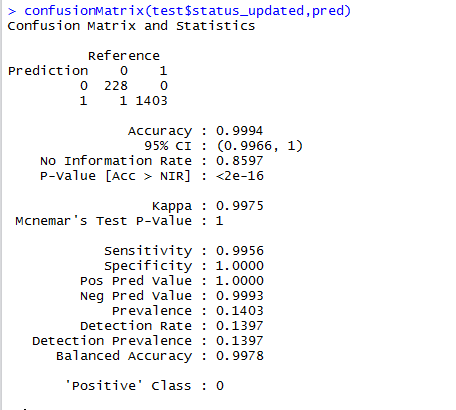 > confusionMatrix(test$status_updated,pred)
Confusion Matrix and Statistics
Reference
Prediction 0 1
0 228 0
1 1 1403
Accuracy : 0.9994
95% CI : (0.9966, 1)
No Information Rate : 0.8597
P-Value [Acc > NIR] : <2e-16
Kappa : 0.9975
Mcnemar's Test P-Value : 1
Sensitivity : 0.9956
Specificity : 1.0000
Pos Pred Value : 1.0000
Neg Pred Value : 0.9993
Prevalence : 0.1403
Detection Rate : 0.1397
Detection Prevalence : 0.1397
Balanced Accuracy : 0.9978
'Positive' Class : 0